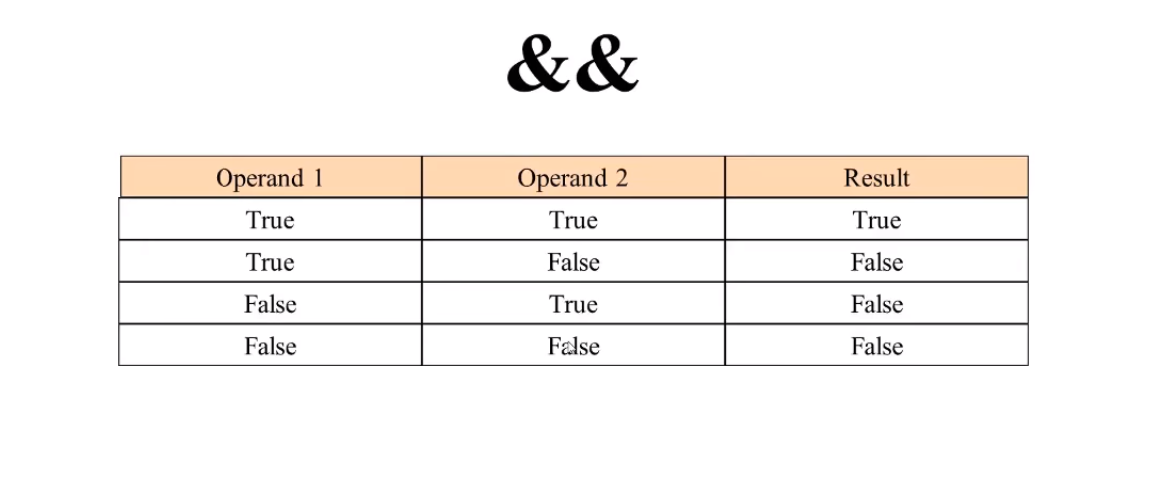 &&
Operand 1 Operand 2 Result
True True True
True False False
False True False
False False False